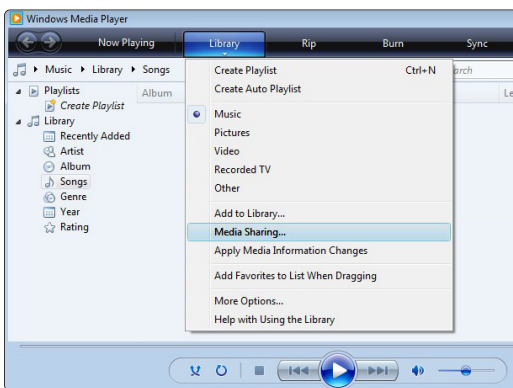 Windows Media Player
Now Playing Library Rip Burn Sync
Music Library Songs
Create Playlist Ctrl+N
Create Auto Playlist
Music
Pictures
Video
Recorded TV
Other
Add to Library...
Media Sharing...
Apply Media Information Changes
Add Favorites to List When Dragging
More Options...
Help with Using the Library
Playlists
Create Playlist
Library
Recently Added
Artist
Album
Songs
Genre
Year
Rating
Album